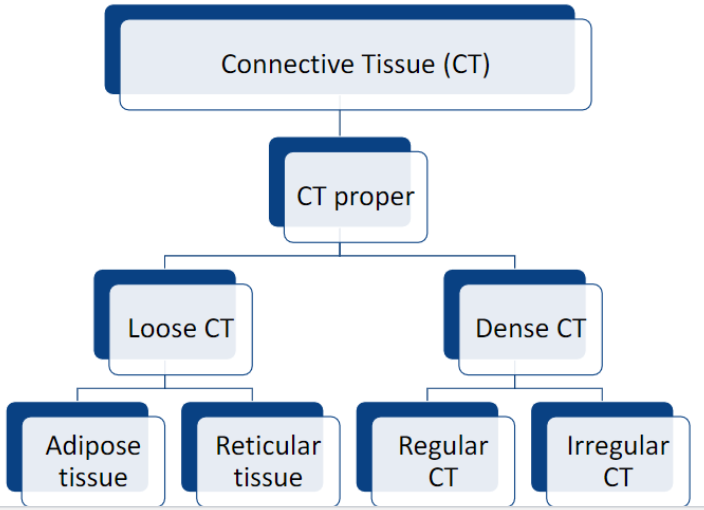 Connective Tissue (CT)
CT proper
Loose CT
Dense CT
Adipose
tissue
Reticular
tissue
Regular
CT
Irregular
CT